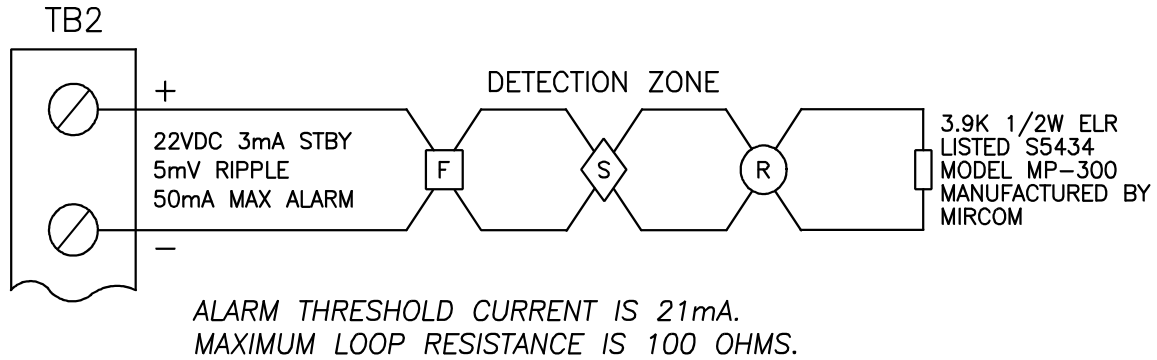 TB2
+
DETECTION ZONE
22VDC 3mA STBY
5mV RIPPLE
50mA MAX ALARM
F
S
R
3.9K 1/2W ELR
LISTED S5434
MODEL MP-300
MANUFACTURED BY
MIRCOM
−
ALARM THRESHOLD CURRENT IS 21mA.
MAXIMUM LOOP RESISTANCE IS 100 OHMS.